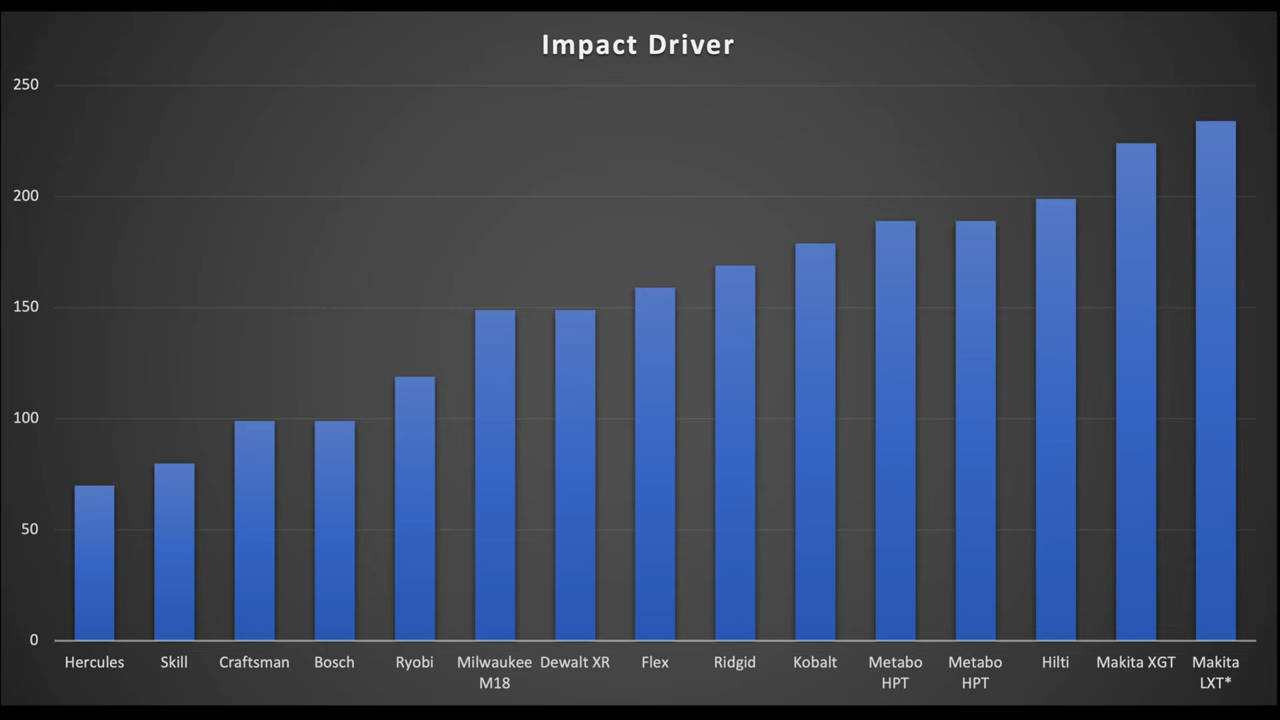 Impact Driver
250
200
150
100
50
0
Hercules
Skill
Craftsman
Bosch
Ryobi
Milwaukee
M18
Dewalt XR
Flex
Ridgid
Kobalt
Metabo
HPT
Metabo
HPT
Hilti
Makita XGT
Makita
LXT*